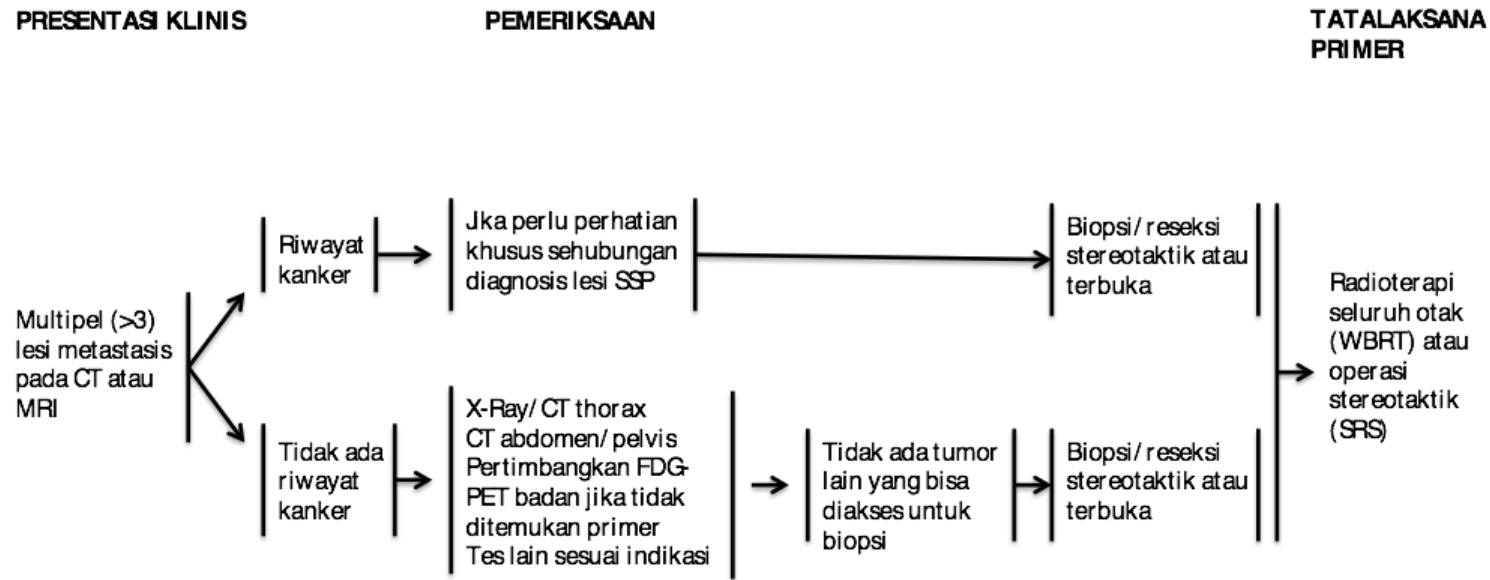 PRESENTASI KLINIS
PEMERIKSAAN
TATALAKSANA
PRIMER
Multipel (>3)
lesi metastasis
pada CT atau
MRI
Riwayat
kanker
Jka perlu perhatian
khusus sehubungan
diagnosis lesi SSP
Biopsi/ reseksi
stereotaktik atau
terbuka
Tidak ada
riwayat
kanker
X-Ray/ CT thorax
CT abdomen/ pelvis
Pertimbangkan FDG-
PET badan jika tidak
ditemukan primer
Tes lain sesuai indikasi
Tidak ada tumor
lain yang bisa
diakses untuk
biopsi
Biopsi/ reseksi
stereotaktik atau
terbuka
Radioterapi
seluruh otak
(WBRT) atau
operasi
stereotaktik
(SRS)